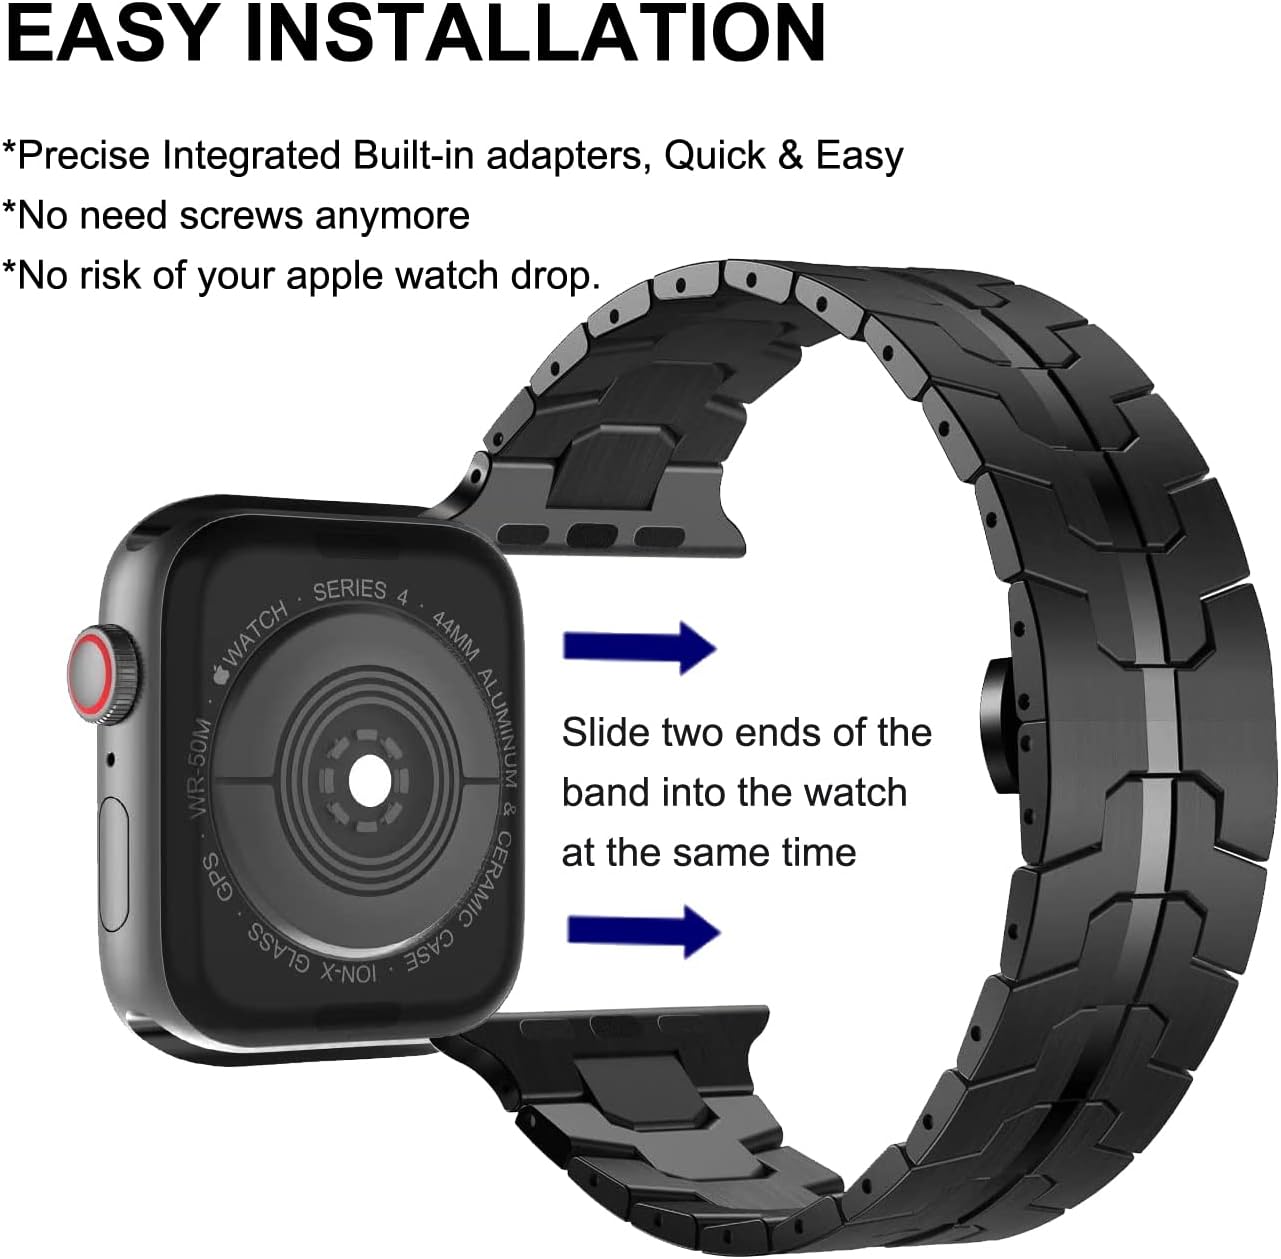 EASY INSTALLATION
*Precise Integrated Built-in adapters, Quick & Easy
*No need screws anymore
*No risk of your apple watch drop.
WATCH · SERIES 4 · 44MM ALUMINUM & CERAMIC CASE · ION-X GLASS · GPS · WR-50M ·
Slide two ends of the
band into the watch
at the same time